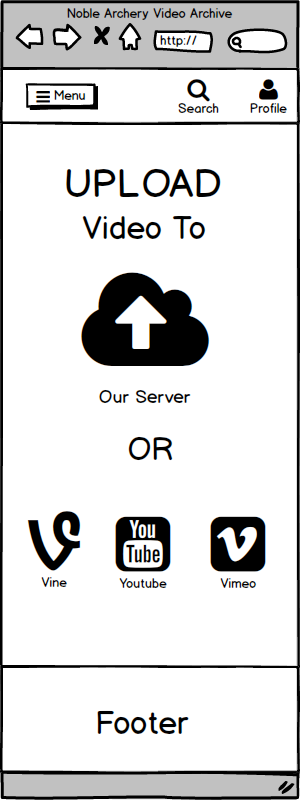 Noble Archery Video Archive
http://
Menu
Search
Profile
UPLOAD
Video To
Our Server
OR
You
Tube
Vine
Youtube
Vimeo
Footer